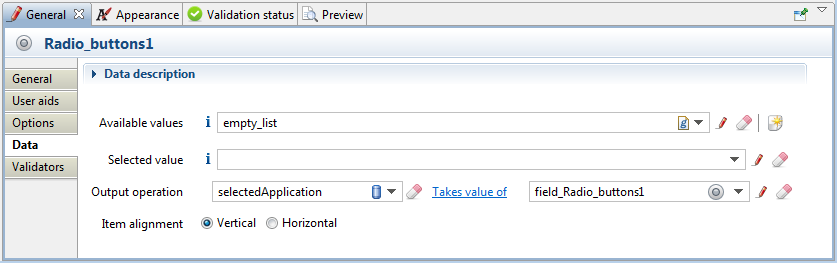 General Appearance Validation status Preview
Radio_buttons1
General
User aids
Options
Data
Validators
Data description
Available values i empty_list g
Selected value i
Output operation selectedApplication Takes value of field_Radio_buttons1
Item alignment Vertical Horizontal